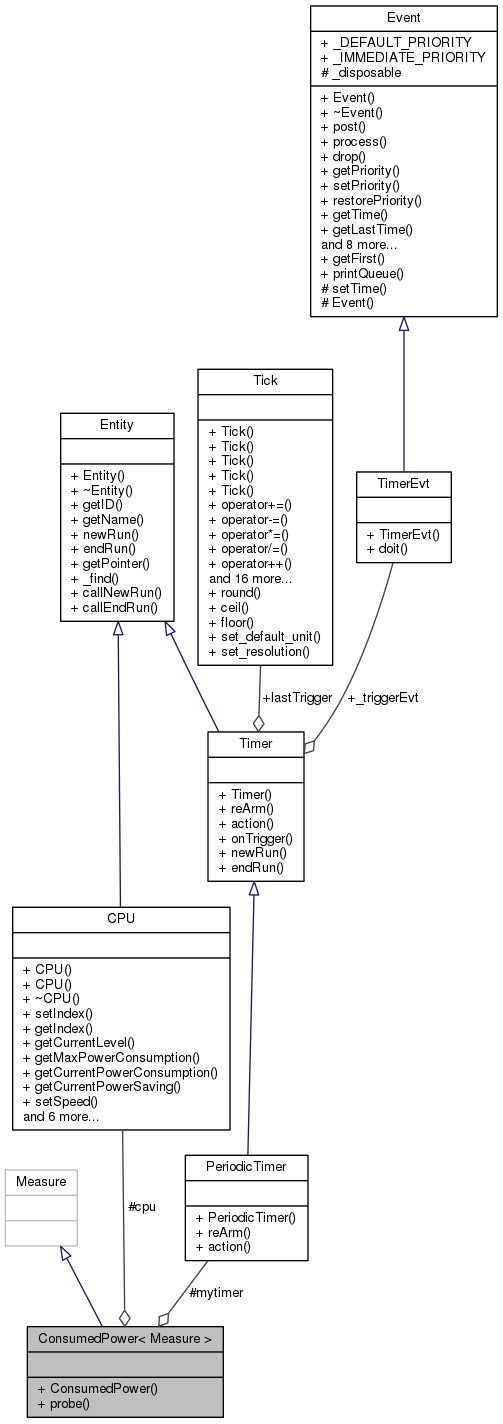 Event
+ _DEFAULT_PRIORITY
+ _IMMEDIATE_PRIORITY
# _disposable
+ Event()
+ ~Event()
+ post()
+ process()
+ drop()
+ getPriority()
+ setPriority()
+ restorePriority()
+ getTime()
+ getLastTime()
and 8 more...
+ getFirst()
+ printQueue()
# setTime()
# Event()
Tick
+ Tick()
+ Tick()
+ Tick()
+ Tick()
+ Tick()
+ operator+=()
+ operator-=()
+ operator*=()
+ operator/=()
+ operator++()
and 16 more...
+ round()
+ ceil()
+ floor()
+ set_default_unit()
+ set_resolution()
Entity
+ Entity()
+ ~Entity()
+ getID()
+ getName()
+ newRun()
+ endRun()
+ getPointer()
+ _find()
+ callNewRun()
+ callEndRun()
TimerEvt
+ TimerEvt()
+ doit()
+lastTrigger
+_triggerEvt
Timer
+ Timer()
+ reArm()
+ action()
+ onTrigger()
+ newRun()
+ endRun()
CPU
+ CPU()
+ CPU()
+ ~CPU()
+ setIndex()
+ getIndex()
+ getCurrentLevel()
+ getMaxPowerConsumption()
+ getCurrentPowerConsumption()
+ getCurrentPowerSaving()
+ setSpeed()
and 6 more...
Measure
#cpu
PeriodicTimer
+ PeriodicTimer()
+ reArm()
+ action()
#mytimer
ConsumedPower< Measure >
+ ConsumedPower()
+ probe()